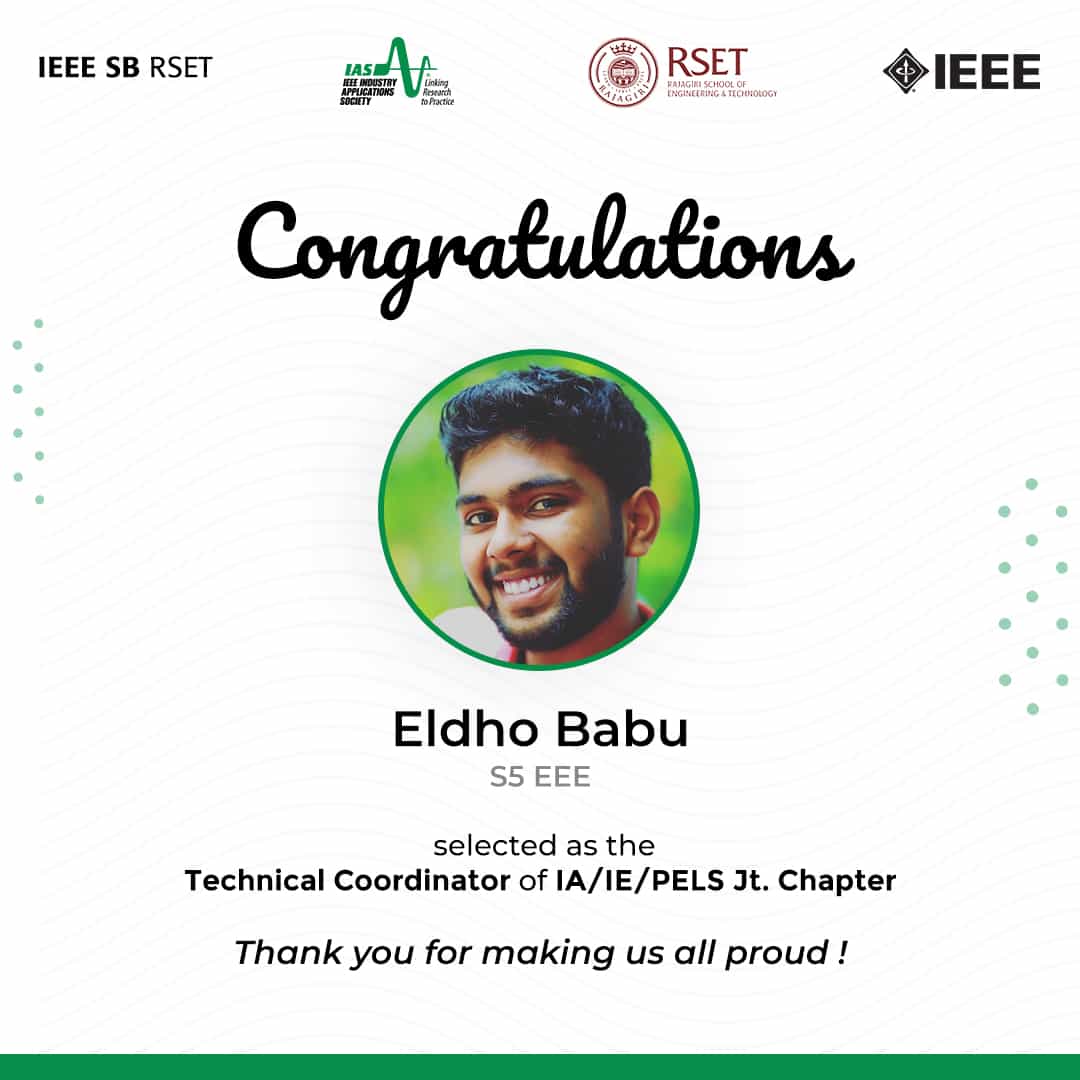 IEEE SB RSET
IAS
IEEE INDUSTRY
APPLICATIONS
SOCIETY
Linking
Research
to Practice
RAJAGIRI
RSET
RAJAGIRI SCHOOL OF
ENGINEERING & TECHNOLOGY
IEEE
Congratulations
Eldho Babu
S5 EEE
selected as the
Technical Coordinator of IA/IE/PELS Jt. Chapter
Thank you for making us all proud !